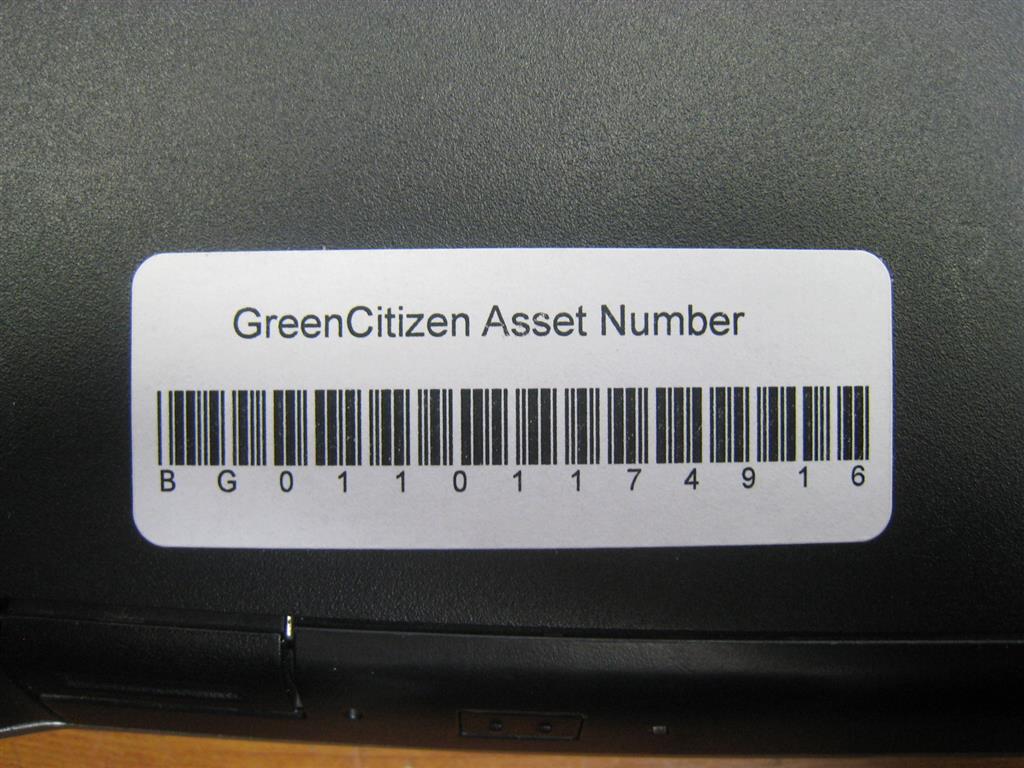 GreenCitizen Asset Number
B G 0 1 1 0 1 1 7 4 9 1 6